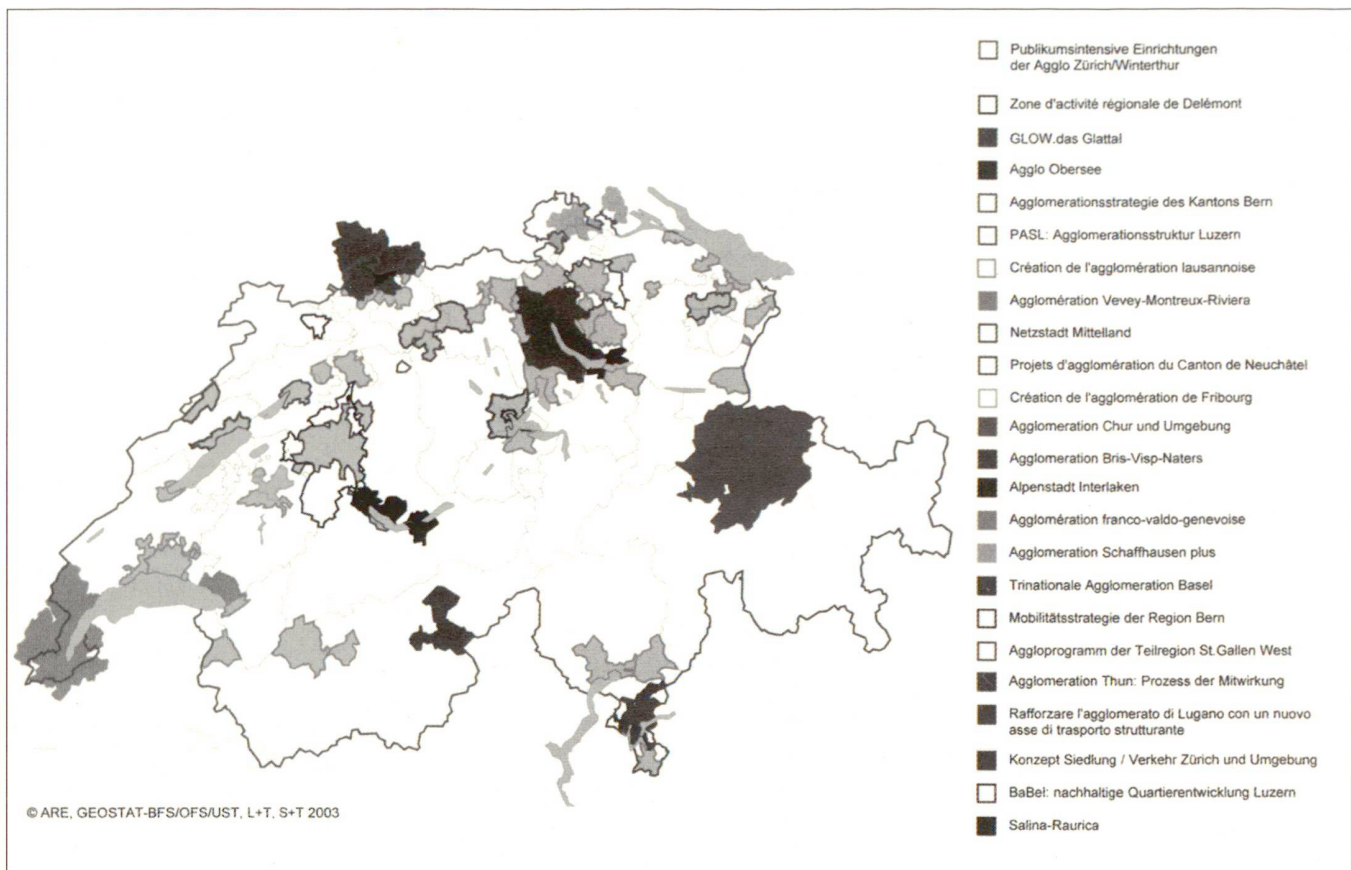 Publikumsintensive Einrichtungen
der Agglo Zürich/Winterthur
Zone d'activité régionale de Delémont
GLOW.das Glattal
Agglo Obersee
Agglomerationsstrategie des Kantons Bern
PASL: Agglomerationsstruktur Luzern
Création de l'agglomération lausannoise
Agglomération Vevey-Montreux-Riviera
Netzstadt Mittelland
Projets d'agglomération du Canton de Neuchâtel
Création de l'agglomération de Fribourg
Agglomeration Chur und Umgebung
Agglomeration Bris-Visp-Naters
Alpenstadt Interlaken
Agglomération franco-valdo-genevoise
Agglomeration Schaffhausen plus
Trinationale Agglomeration Basel
Mobilitätsstrategie der Region Bern
Aggloprogramm der Teilregion St.Gallen West
Agglomeration Thun: Prozess der Mitwirkung
Rafforzare l'agglomerato di Lugano con un nuovo
asse di trasporto strutturante
Konzept Siedlung / Verkehr Zürich und Umgebung
BaBel: nachhaltige Quartierentwicklung Luzern
Salina-Raurica
© ARE, GEOSTAT-BFS/OFS/UST, L+T, S+T 2003